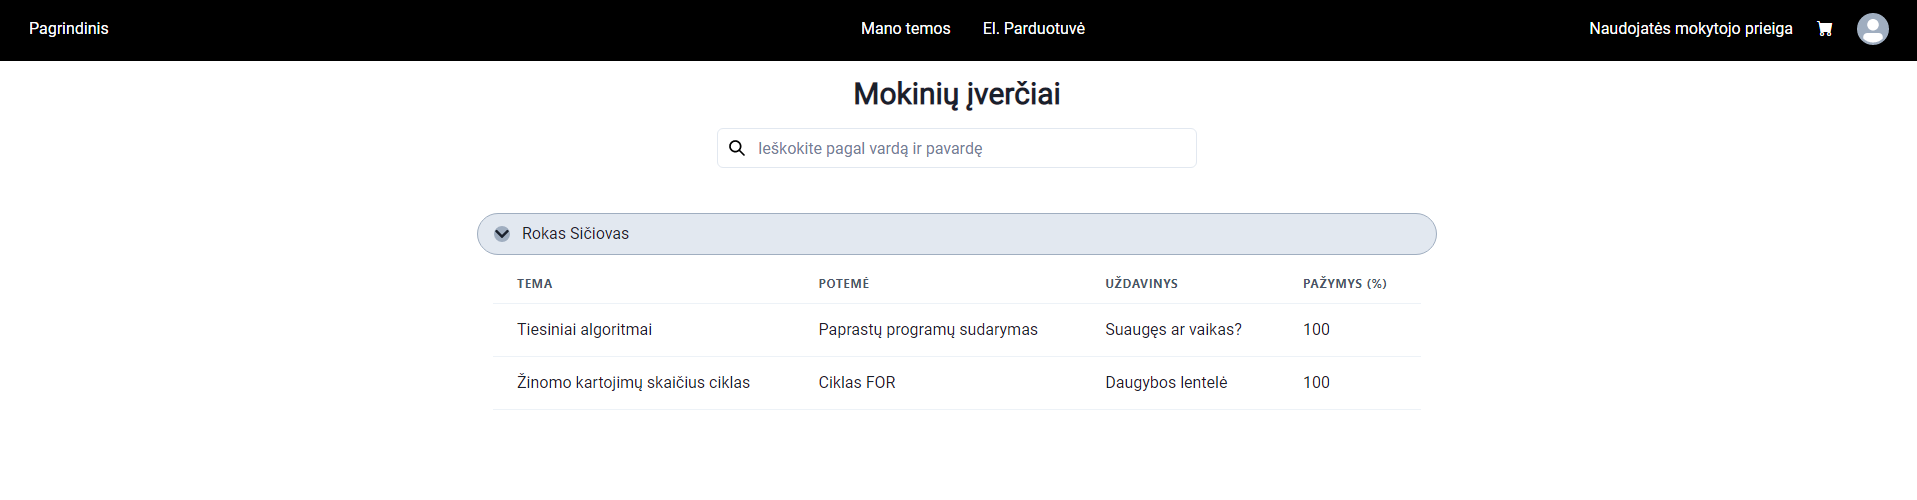 Pagrindinis
Mano temos
El. Parduotuvė
Naudojatės mokytojo prieiga
Mokinių įverčiai
Ieškokite pagal vardą ir pavardę
Rokas Sičiovas
TEMA POTEMĖ UŽDAVINYS PAŽYMYS (%)
Tiesiniai algoritmai Paprastų programų sudarymas Suaugęs ar vaikas? 100
Žinomo kartojimų skaičius ciklas Ciklas FOR Daugybos lentelė 100